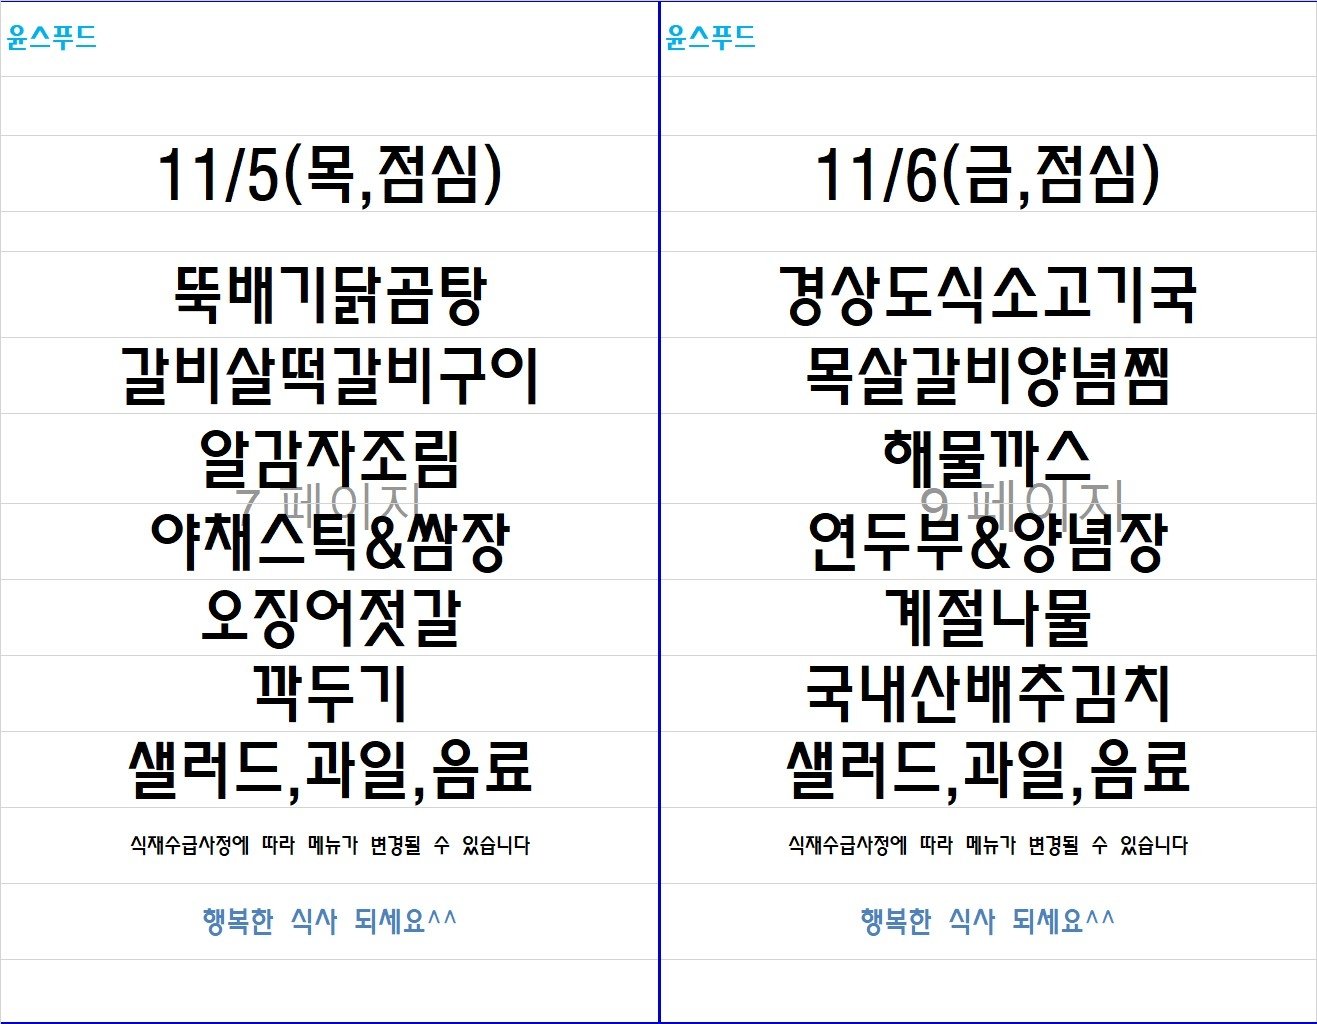 윤스푸드
11/5(목,점심)
뚝배기닭곰탕
갈비살떡갈비구이
알감자조림
7 페이지
야채스틱&쌈장
오징어젓갈
깍두기
샐러드,과일,음료
식재수급사정에 따라 메뉴가 변경될 수 있습니다
행복한 식사 되세요^^
윤스푸드
11/6(금,점심)
경상도식소고기국
목살갈비양념찜
해물까스
9 페이지
연두부&양념장
계절나물
국내산배추김치
샐러드,과일,음료
식재수급사정에 따라 메뉴가 변경될 수 있습니다
행복한 식사 되세요^^